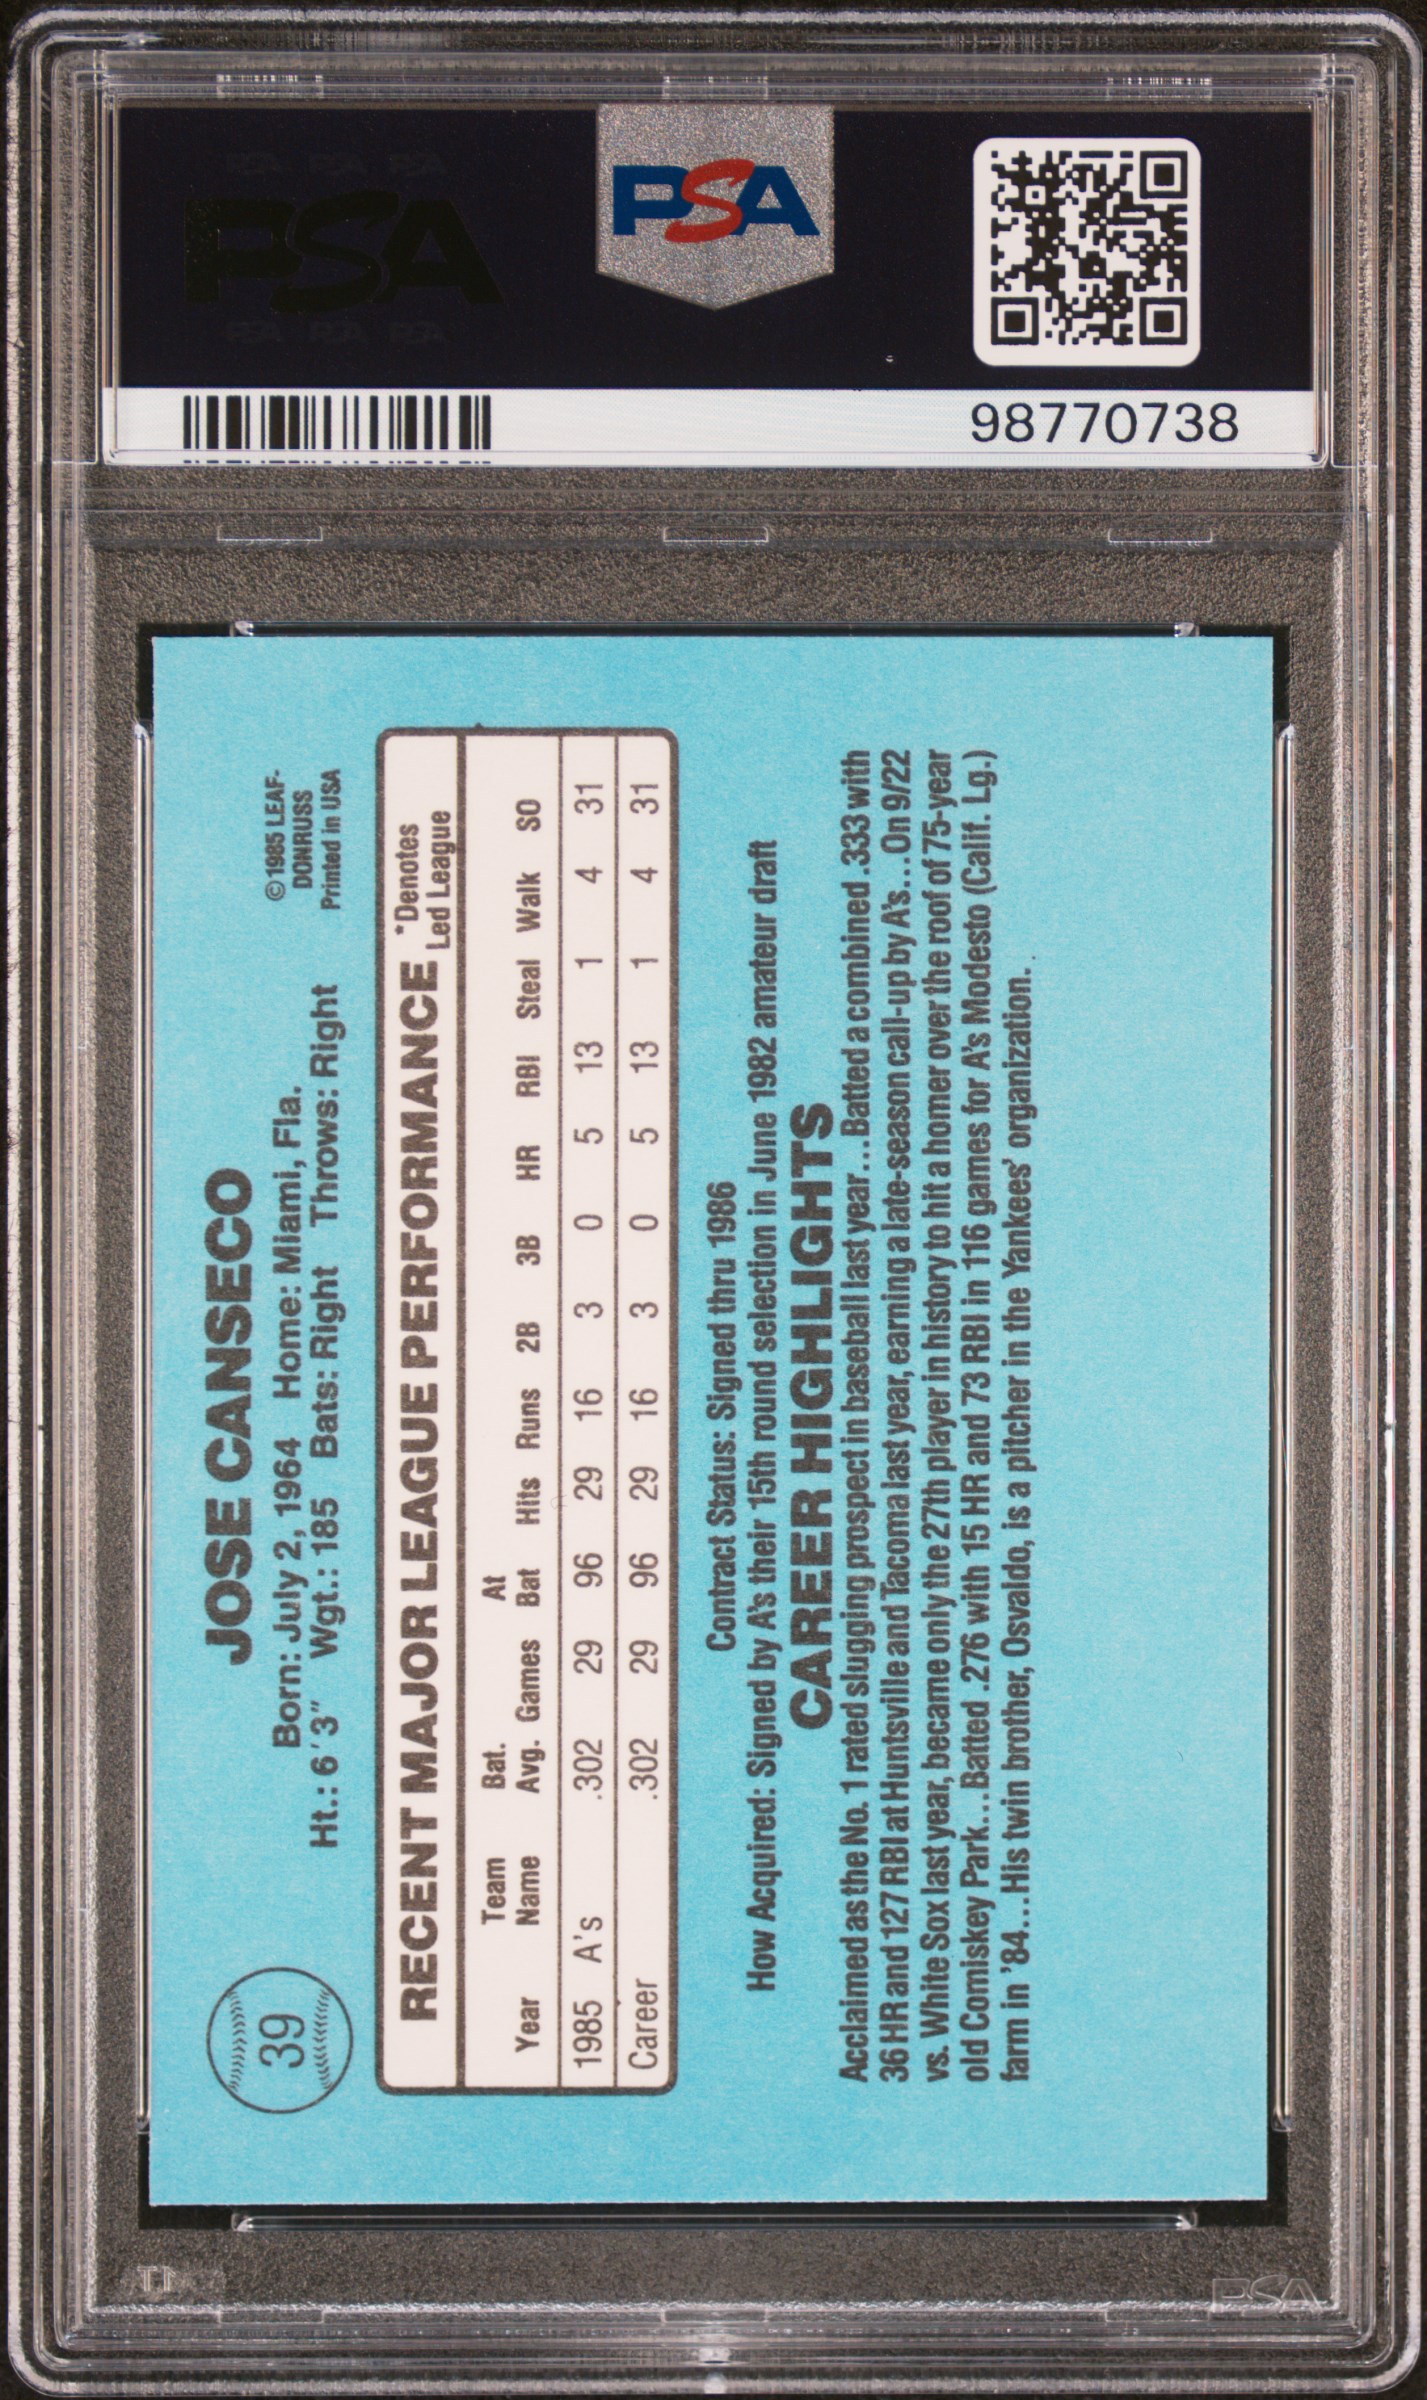 PSA PSA PSA
PSA
PSA PSA PSA
PSA
98770738
39
JOSE CANSECO
Born: July 2, 1964 Home: Miami, Fla.
Ht.: 6'3" Wgt.: 185 Bats: Right Throws: Right
© 1985 LEAF-
DONRUSS
Printed in USA
RECENT MAJOR LEAGUE PERFORMANCE
*Denotes
Led League
Year Team Name Bat. Avg. Games At Bat Hits Runs 2B 3B HR RBI Steal Walk SO
1985 A's .302 29 96 29 16 3 0 5 13 1 4 31
Career .302 29 96 29 16 3 0 5 13 1 4 31
Contract Status: Signed thru 1986
How Acquired: Signed by A's their 15th round selection in June 1982 amateur draft
CAREER HIGHLIGHTS
Acclaimed as the No. 1 rated slugging prospect in baseball last year...Batted a combined .333 with
36 HR and 127 RBI at Huntsville and Tacoma last year, earning a late-season call-up by A's...On 9/22
vs. White Sox last year, became only the 27th player in history to hit a homer over the roof of 75-year
old Comiskey Park...Batted .276 with 15 HR and 73 RBI in 116 games for A's Modesto (Calif. Lg.)
farm in '84...His twin brother, Osvaldo, is a pitcher in the Yankees' organization.
PSA